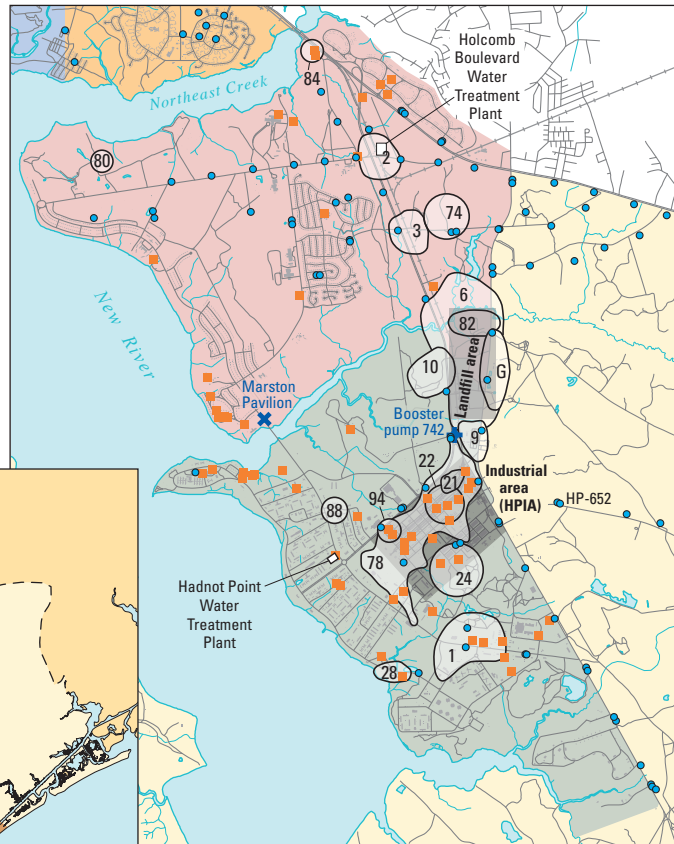 Holcomb
Boulevard
Water
Treatment
Plant
84
Northeast Creek
80
2
74
3
New River
6
82
Landfill area
10
G
Marston
Pavilion
Booster
pump 742
9
22
21
Industrial
area
(HPIA)
HP-652
94
88
78
24
Hadnot Point
Water
Treatment
Plant
1
28